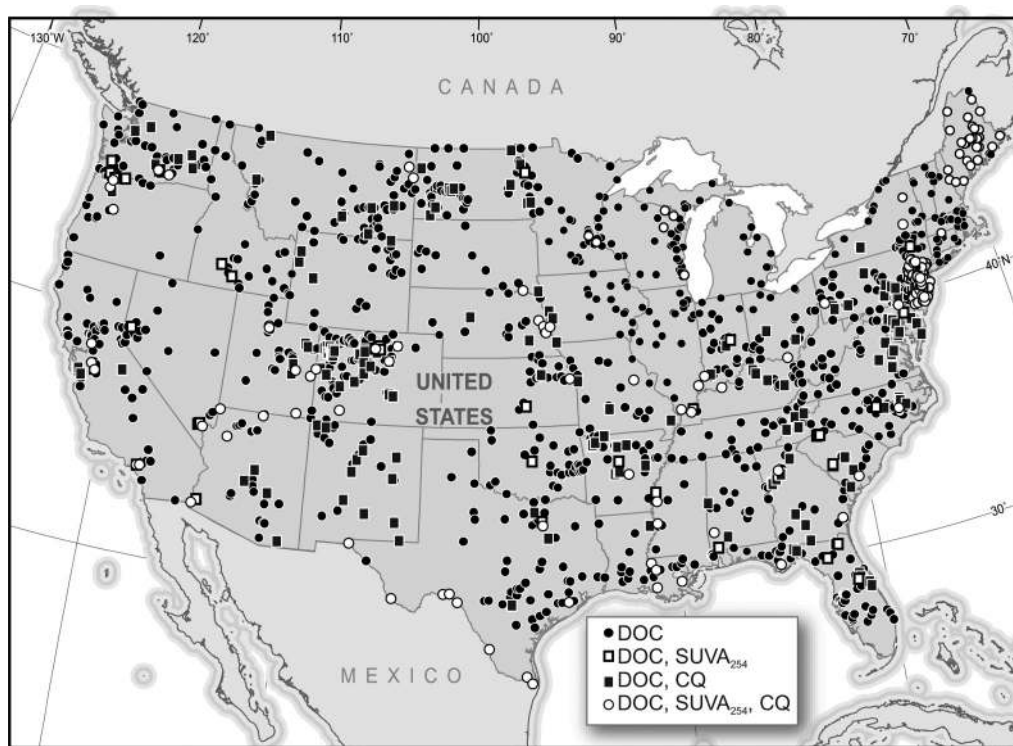 130°W
120°
110°
100°
90°
80°
70°
CANADA
40°N
UNITED
STATES
30°
MEXICO
DOC
DOC, SUVA₂₅₄
DOC, CQ
DOC, SUVA₂₅₄, CQ